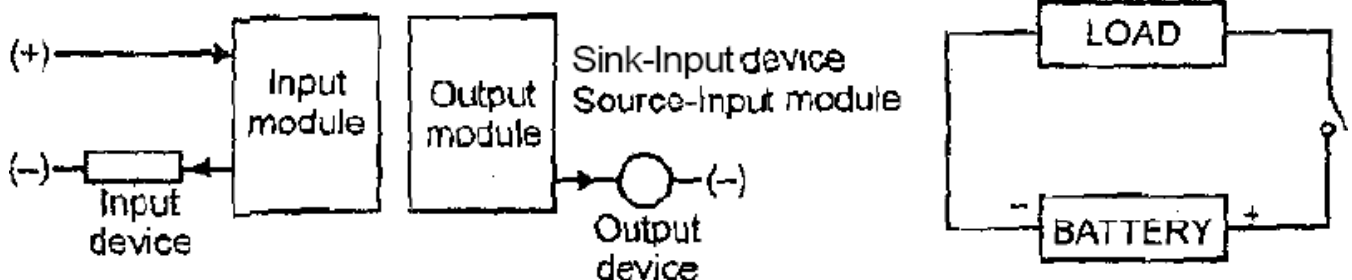 (+)
Input
module
(–)
Input
device
Output
module
Sink-Input device
Source-Input module
(–)
Output
device
LOAD
–
+
BATTERY